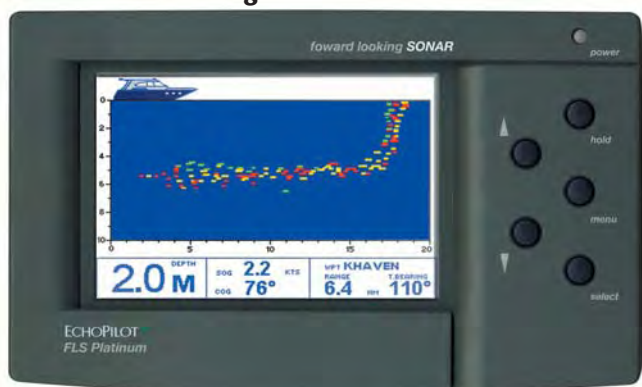 foward looking SONAR
power
hold
menu
select
0
2
4
6
8
10
0 5 10 15 20
DEPTH
2.0 M
SOG 2.2 KTS
COG 76°
WPT KHAVEN
RANGE T.BEARING
6.4 NM 110°
ECHOPILOT
FLS Platinum